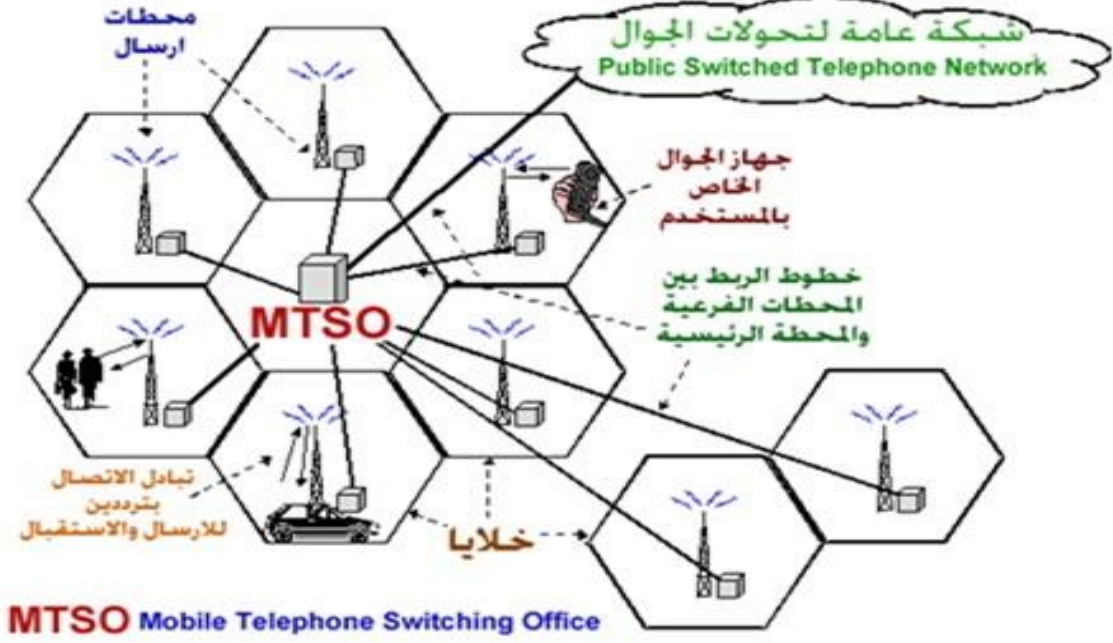 محطات
ارسال
شبكة عامة لتحولات الجوال
Public Switched Telephone Network
جهاز الجوال
الخاص
بالمستخدم
خطوط الربط بين
المحطات الفرعية
والمحطة الرئيسية
MTSO
تبادل الاتصال
بترددين
للارسال والاستقبال
خلايا
MTSO Mobile Telephone Switching Office